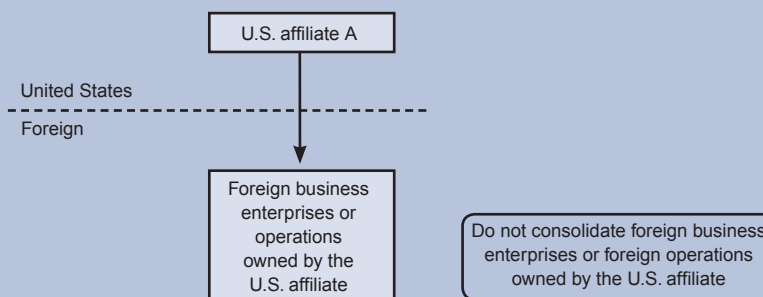 U.S. affiliate A
United States
Foreign
Foreign business
enterprises or
operations
owned by the
U.S. affiliate
Do not consolidate foreign business
enterprises or foreign operations
owned by the U.S. affiliate